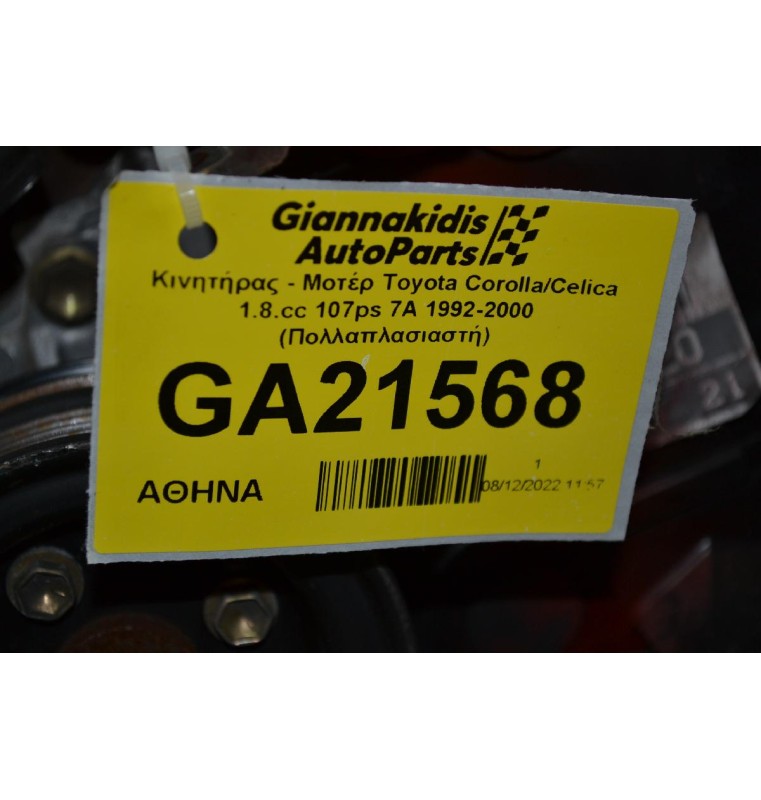 Giannakidis
AutoParts
Κινητήρας - Μοτέρ Toyota Corolla/Celica
1.8.cc 107ps 7A 1992-2000
(Πολλαπλασιαστή)
GA21568
ΑΘΗΝΑ
1
08/12/2022 11:57
21